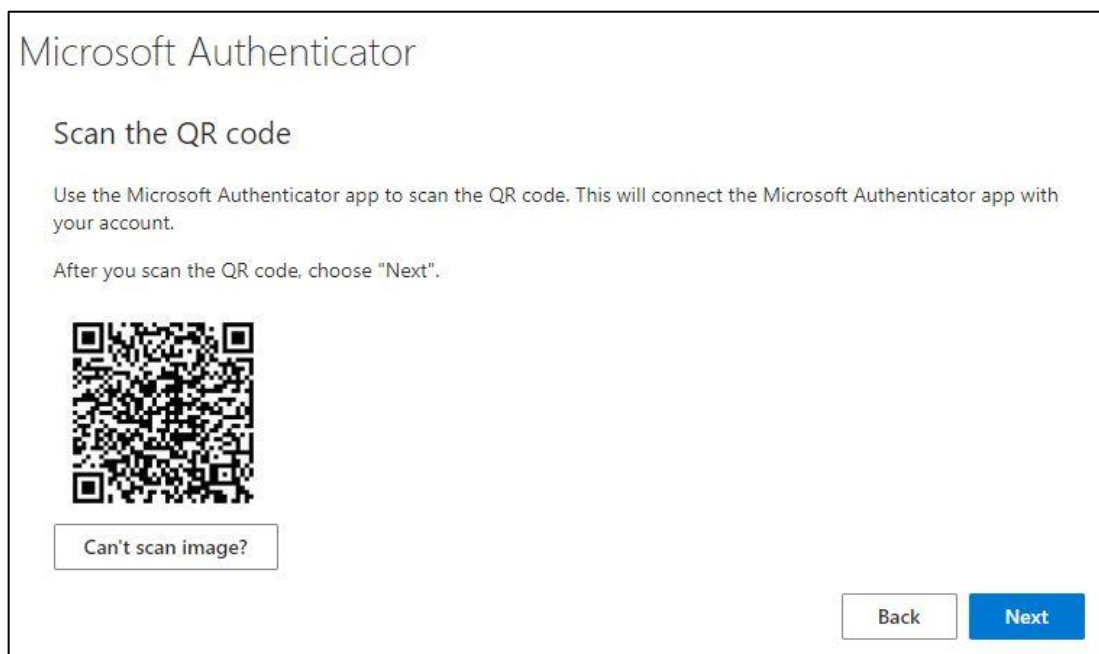 Microsoft Authenticator
Scan the QR code
Use the Microsoft Authenticator app to scan the QR code. This will connect the Microsoft Authenticator app with
your account.
After you scan the QR code, choose "Next".
Can't scan image?
Back
Next